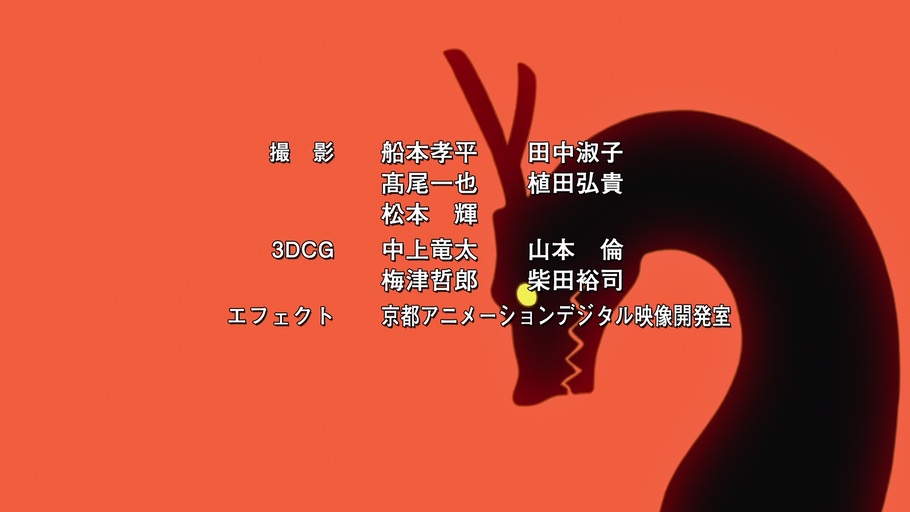 撮　影　船本孝平　田中淑子
髙尾一也　植田弘貴
松本　輝
3DCG　中上竜太　山本　倫
梅津哲郎　柴田裕司
エフェクト　京都アニメーションデジタル映像開発室